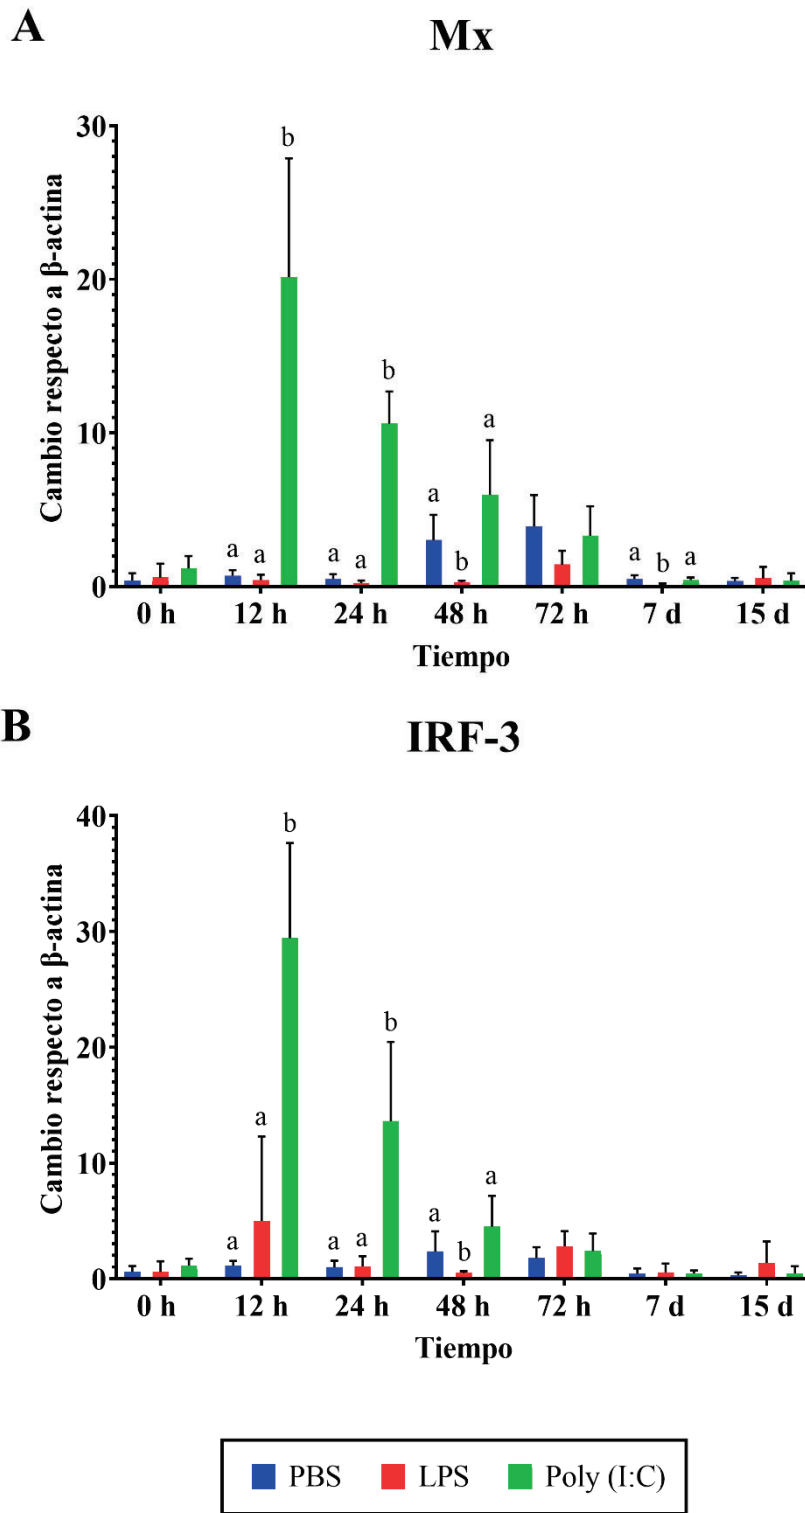 A
Mx
Cambio respecto a β-actina
30
20
10
0
b
b
a
a
a
a
a
a
b
a
b
a
0 h 12 h 24 h 48 h 72 h 7 d 15 d
Tiempo
B
IRF-3
Cambio respecto a β-actina
40
30
20
10
0
b
b
a
a
a
a
a
a
b
0 h 12 h 24 h 48 h 72 h 7 d 15 d
Tiempo
PBS LPS Poly (I:C)